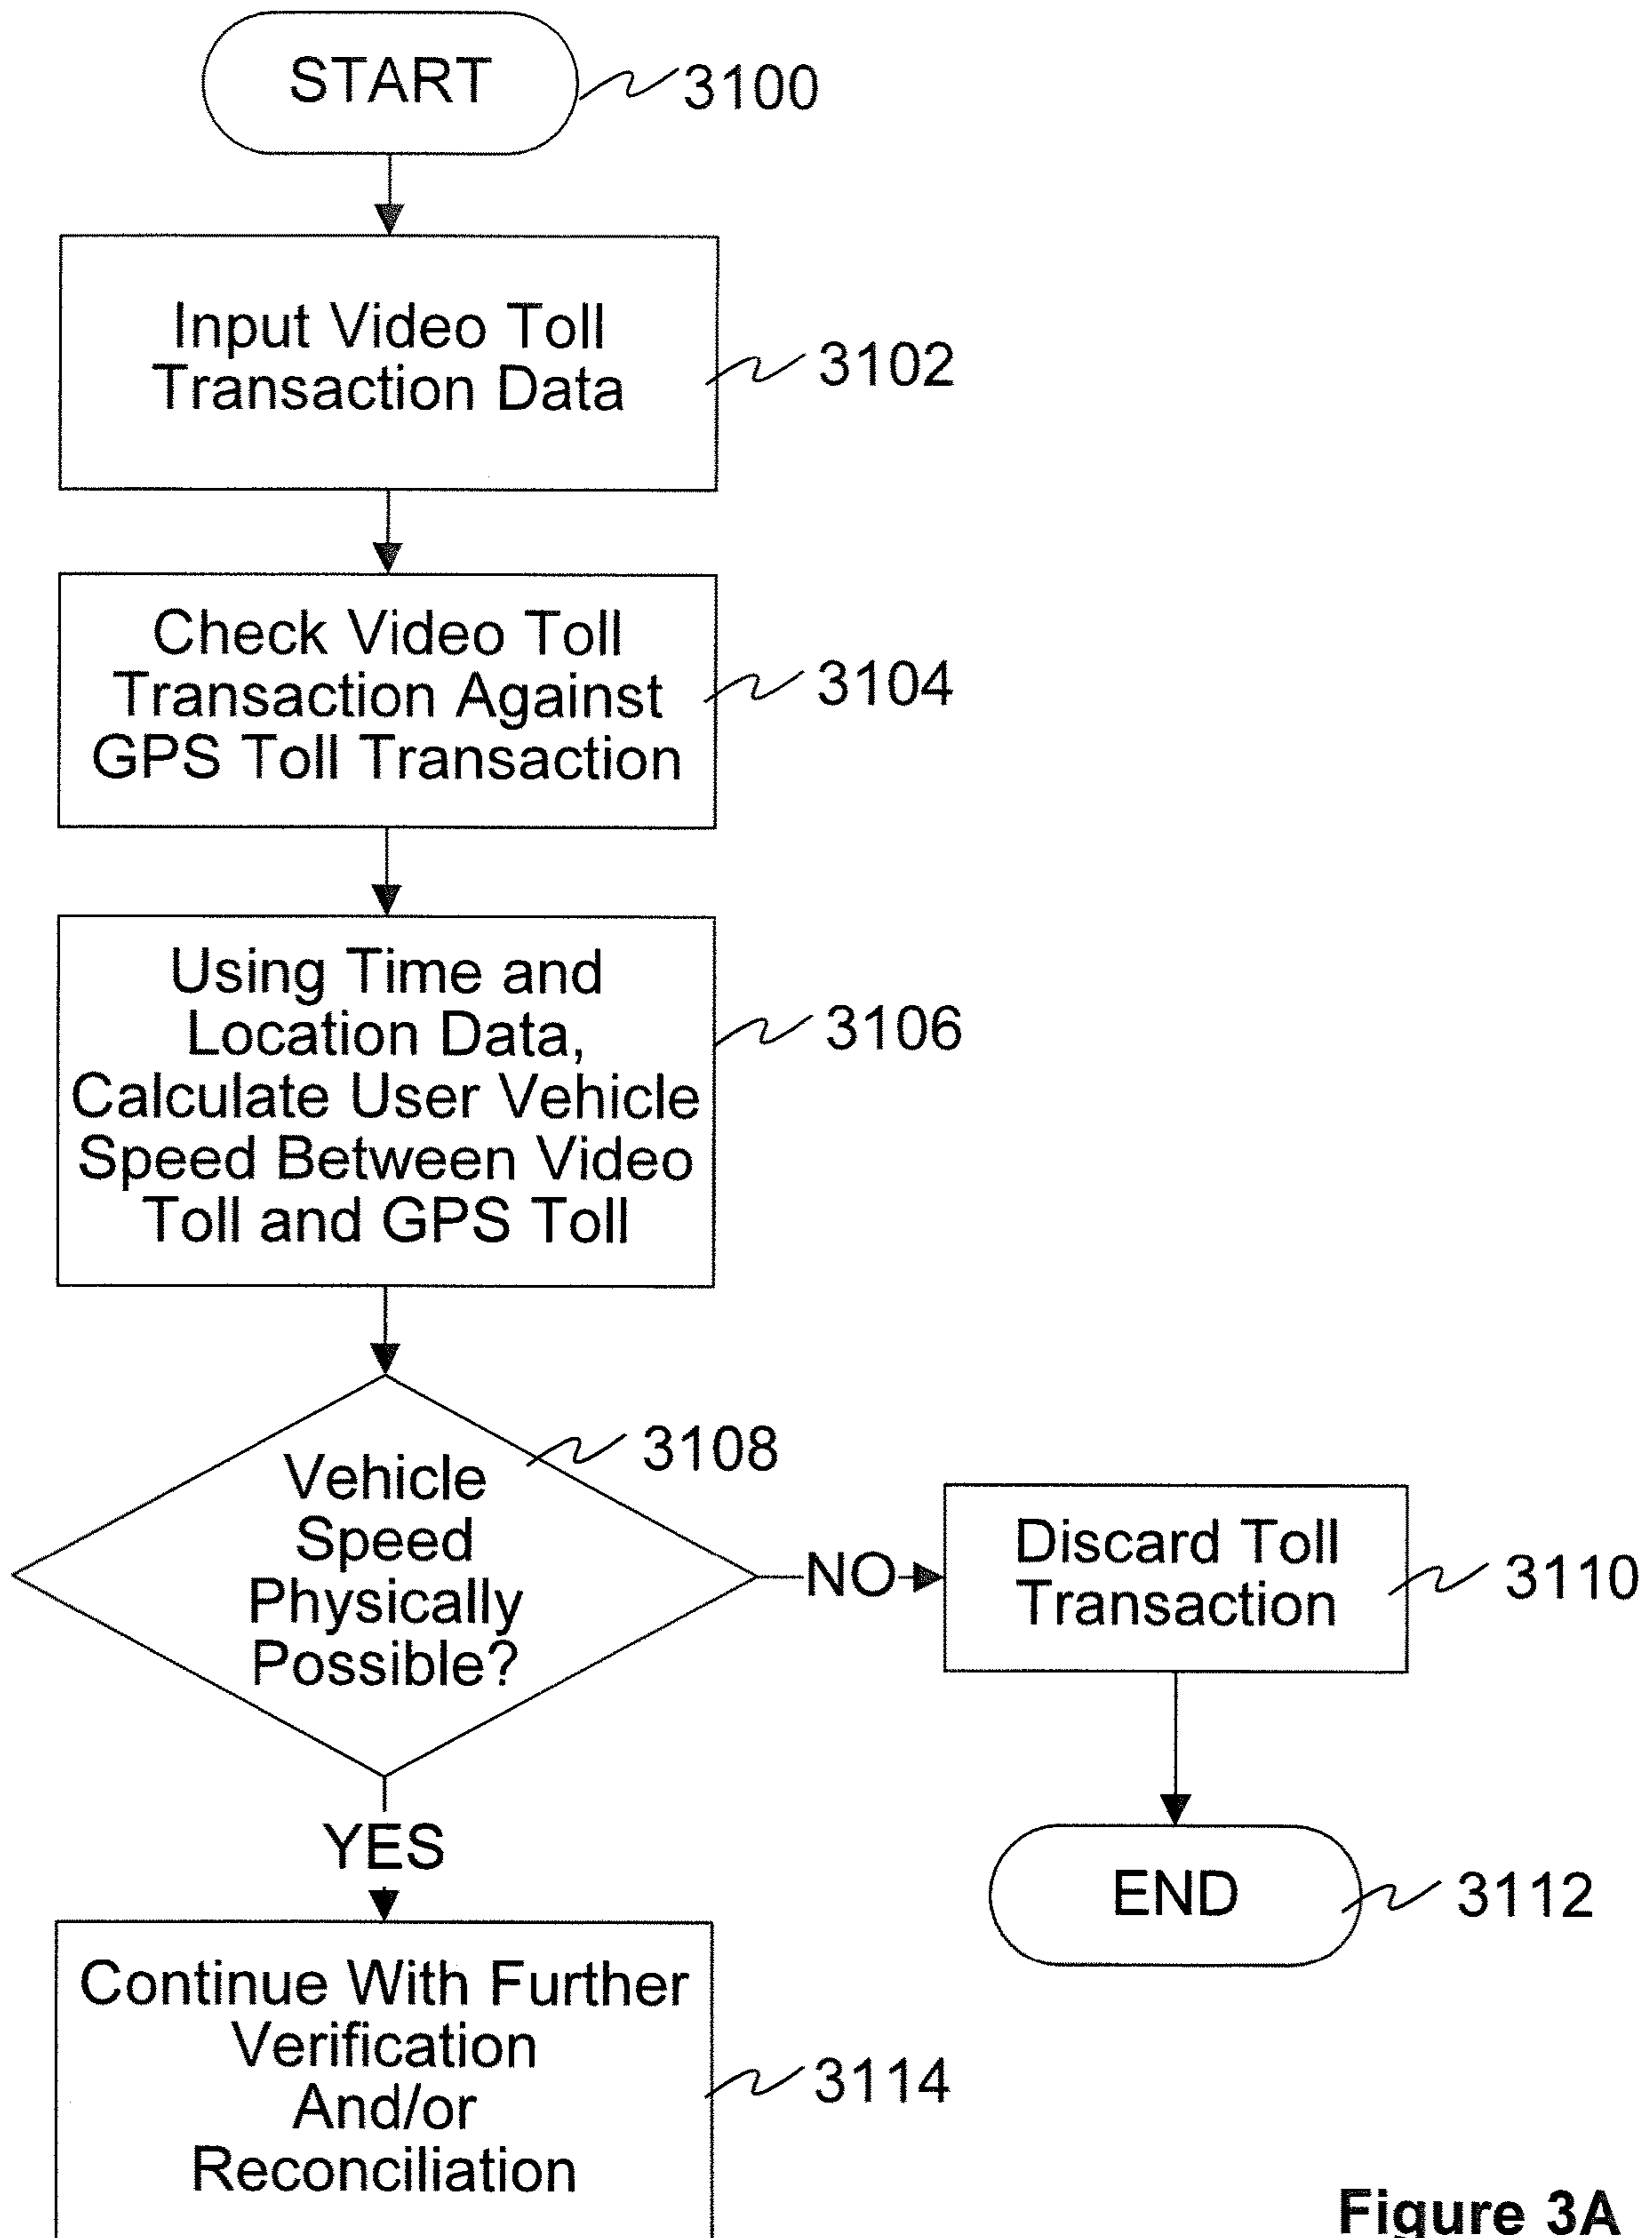 START
3100
Input Video Toll
Transaction Data
3102
Check Video Toll
Transaction Against
GPS Toll Transaction
3104
Using Time and
Location Data,
Calculate User Vehicle
Speed Between Video
Toll and GPS Toll
3106
Vehicle
Speed
Physically
Possible?
3108
NO
Discard Toll
Transaction
3110
END
3112
YES
Continue With Further
Verification
And/or
Reconciliation
3114
Figure 3A